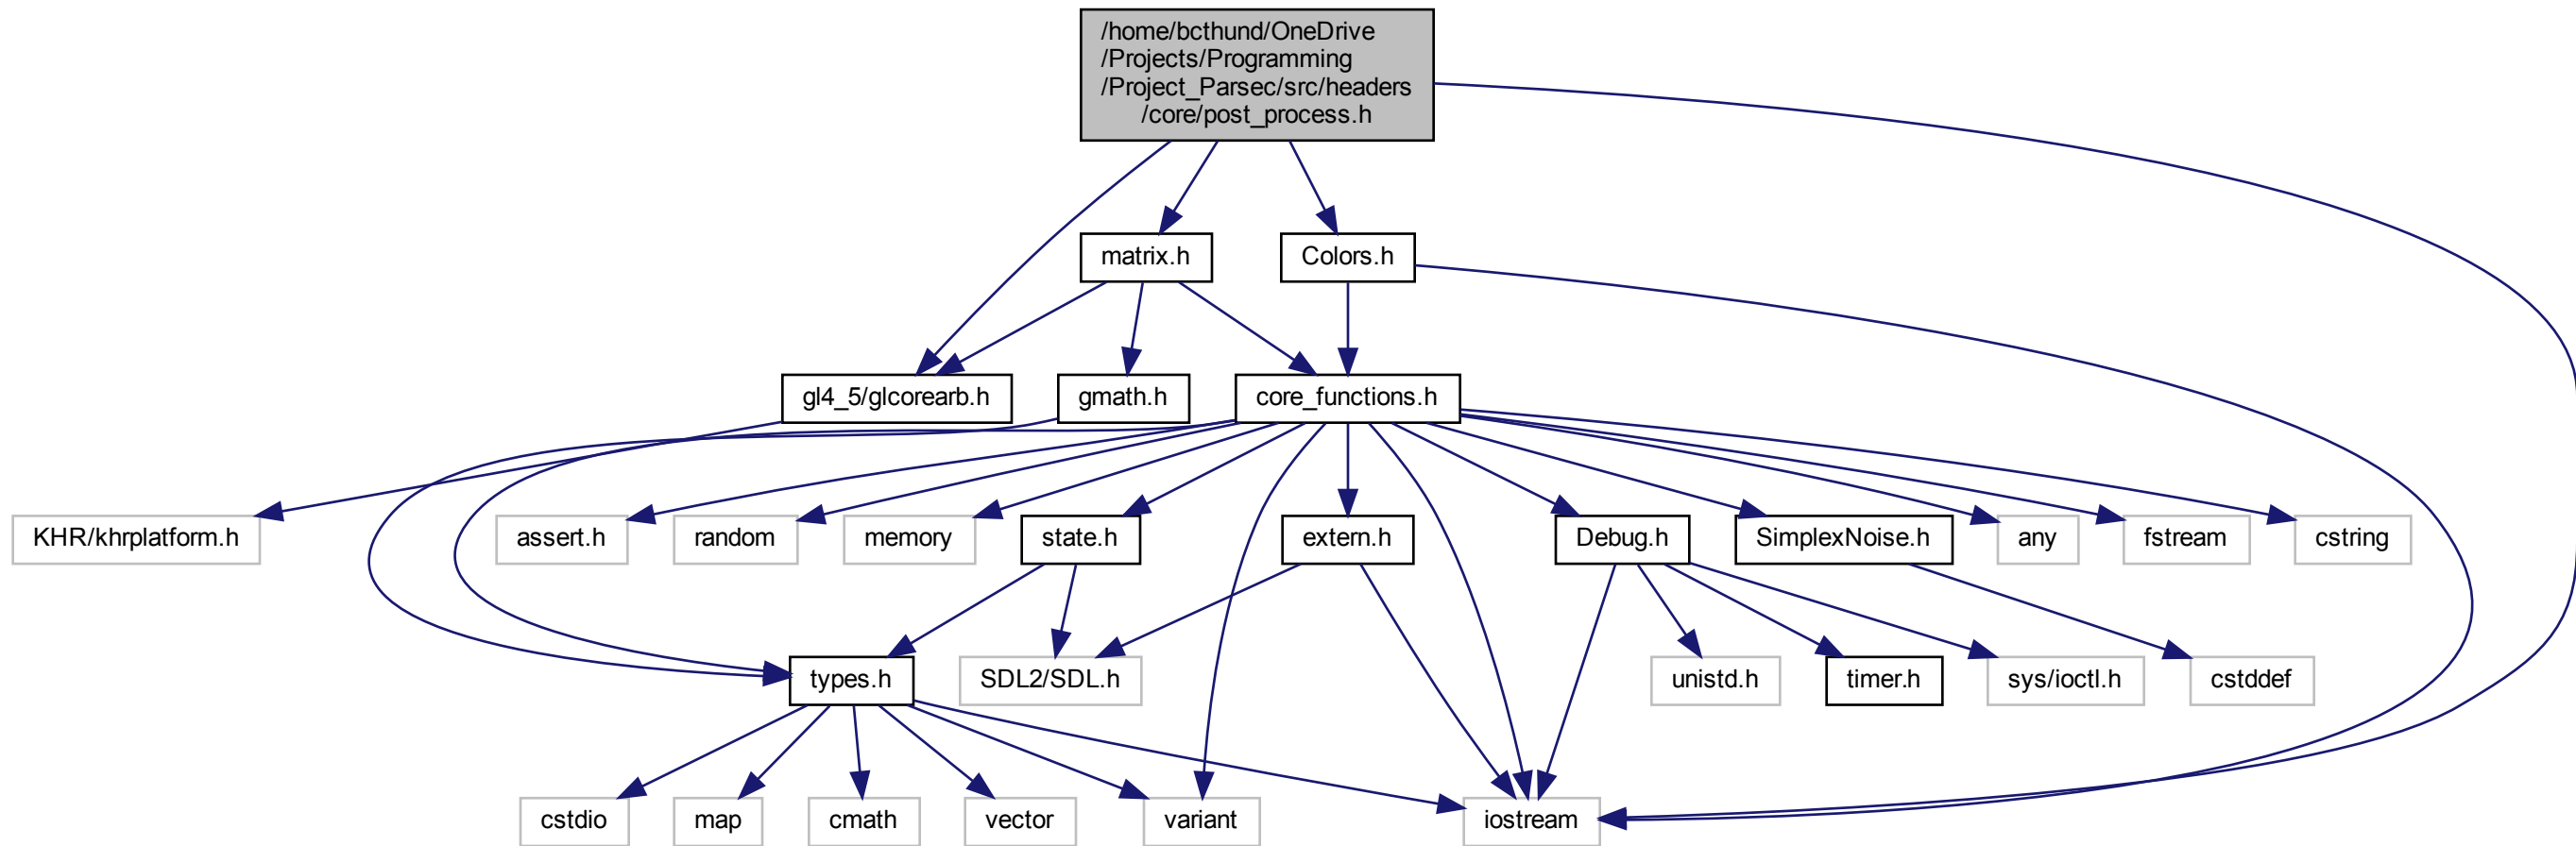 /home/bcthund/OneDrive
/Projects/Programming
/Project_Parsec/src/headers
/core/post_process.h
matrix.h
Colors.h
gl4_5/glcorearb.h
gmath.h
core_functions.h
KHR/khrplatform.h
assert.h
random
memory
state.h
extern.h
Debug.h
SimplexNoise.h
any
fstream
cstring
types.h
SDL2/SDL.h
unistd.h
timer.h
sys/ioctl.h
cstddef
cstdio
map
cmath
vector
variant
iostream